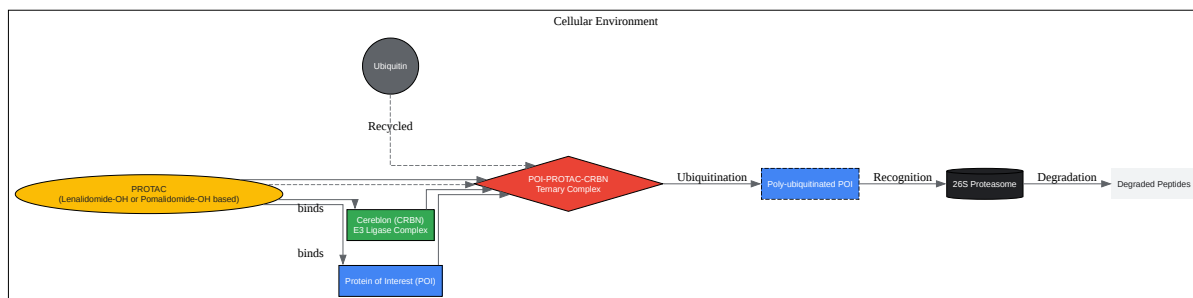 Cellular Environment
Ubiquitin
Recycled
PROTAC
(Lenalidomide-OH or Pomalidomide-OH based)
binds
Cereblon (CRBN)
E3 Ligase Complex
binds
Protein of Interest (POI)
POI-PROTAC-CRBN
Ternary Complex
Ubiquitination
Poly-ubiquitinated POI
Recognition
26S Proteasome
Degradation
Degraded Peptides